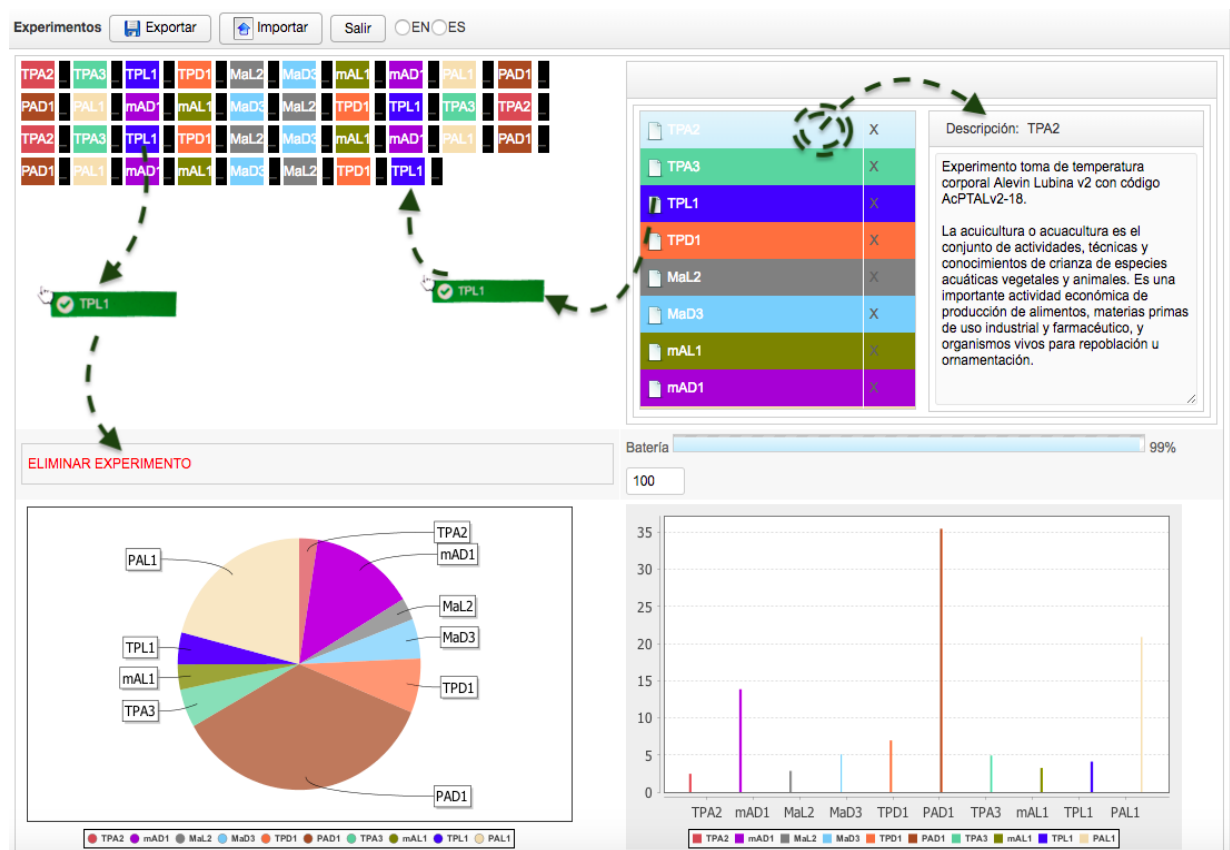 Experimentos Exportar Importar Salir EN ES
TPA2 _ TPA3 _ TPL1 _ TPD1 _ MaL2 _ MaD3 _ mAL1 _ mAD1 _ PAL1 _ PAD1 _
PAD1 _ PAL1 _ mAD1 _ mAL1 _ MaD3 _ MaL2 _ TPD1 _ TPL1 _ TPA3 _ TPA2 _
TPA2 _ TPA3 _ TPL1 _ TPD1 _ MaL2 _ MaD3 _ mAL1 _ mAD1 _ PAL1 _ PAD1 _
PAD1 _ PAL1 _ mAD1 _ mAL1 _ MaD3 _ MaL2 _ TPD1 _ TPL1 _
TPL1
TPL1
ELIMINAR EXPERIMENTO
TPA2 X
TPA3 X
TPL1 X
TPD1 X
MaL2 X
MaD3 X
mAL1 X
mAD1 X
Descripción: TPA2
Experimento toma de temperatura
corporal Alevin Lubina v2 con código
AcPTALv2-18.
La acuicultura o acuacultura es el
conjunto de actividades, técnicas y
conocimientos de crianza de especies
acuáticas vegetales y animales. Es una
importante actividad económica de
producción de alimentos, materias primas
de uso industrial y farmacéutico, y
organismos vivos para repoblación u
ornamentación.
Batería 99%
100
TPA2
mAD1
PAL1
MaL2
MaD3
TPL1
mAL1
TPD1
TPA3
PAD1
TPA2 mAD1 MaL2 MaD3 TPD1 PAD1 TPA3 mAL1 TPL1 PAL1
35
30
25
20
15
10
5
0
TPA2 mAD1 MaL2 MaD3 TPD1 PAD1 TPA3 mAL1 TPL1 PAL1
TPA2 mAD1 MaL2 MaD3 TPD1 PAD1 TPA3 mAL1 TPL1 PAL1